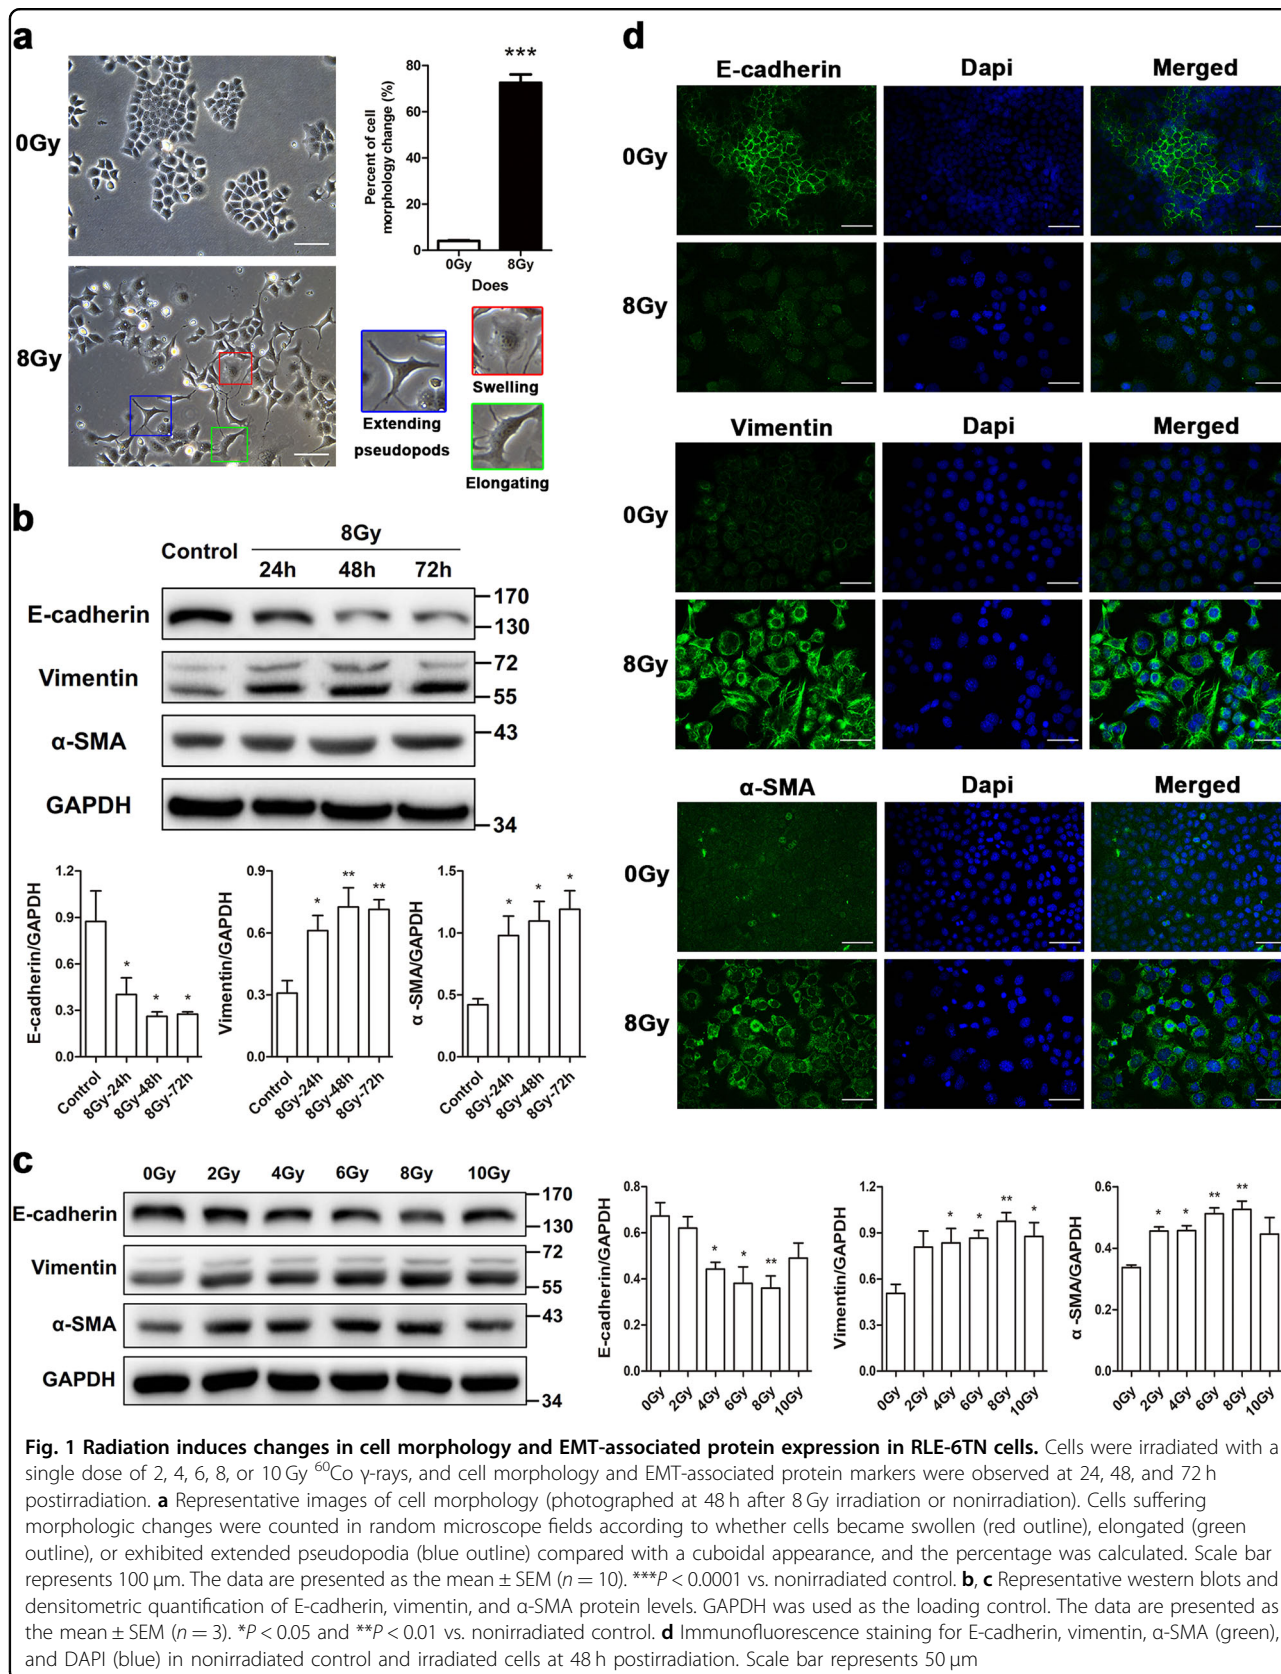 a
0Gy
8Gy
***
Percent of cell
morphology change (%)
80
60
40
20
0
0Gy
8Gy
Does
Extending
pseudopods
Swelling
Elongating
b
Control
8Gy
24h 48h 72h
E-cadherin
170
130
Vimentin
72
55
α-SMA
43
GAPDH
34
E-cadherin/GAPDH
1.2
0.9
0.6
0.3
0.0
* * *
Control
8Gy-24h
8Gy-48h
8Gy-72h
Vimentin/GAPDH
0.9
0.6
0.3
0.0
* ** **
Control
8Gy-24h
8Gy-48h
8Gy-72h
α-SMA/GAPDH
1.5
1.0
0.5
0.0
* * *
Control
8Gy-24h
8Gy-48h
8Gy-72h
c
0Gy 2Gy 4Gy 6Gy 8Gy 10Gy
E-cadherin
170
130
Vimentin
72
55
α-SMA
43
GAPDH
34
E-cadherin/GAPDH
0.8
0.6
0.4
0.2
0.0
* * **
0Gy
2Gy
4Gy
6Gy
8Gy
10Gy
Vimentin/GAPDH
1.2
0.9
0.6
0.3
0.0
* * ** *
0Gy
2Gy
4Gy
6Gy
8Gy
10Gy
α -SMA/GAPDH
0.6
0.4
0.2
0.0
* * ** **
0Gy
2Gy
4Gy
6Gy
8Gy
10Gy
d
E-cadherin Dapi Merged
0Gy
8Gy
Vimentin Dapi Merged
0Gy
8Gy
α-SMA Dapi Merged
0Gy
8Gy
Fig. 1 Radiation induces changes in cell morphology and EMT-associated protein expression in RLE-6TN cells. Cells were irradiated with a
single dose of 2, 4, 6, 8, or 10 Gy ⁶⁰Co γ-rays, and cell morphology and EMT-associated protein markers were observed at 24, 48, and 72 h
postirradiation. a Representative images of cell morphology (photographed at 48 h after 8 Gy irradiation or nonirradiation). Cells suffering
morphologic changes were counted in random microscope fields according to whether cells became swollen (red outline), elongated (green
outline), or exhibited extended pseudopodia (blue outline) compared with a cuboidal appearance, and the percentage was calculated. Scale bar
represents 100 μm. The data are presented as the mean ± SEM (n = 10). ***P < 0.0001 vs. nonirradiated control. b, c Representative western blots and
densitometric quantification of E-cadherin, vimentin, and α-SMA protein levels. GAPDH was used as the loading control. The data are presented as
the mean ± SEM (n = 3). *P < 0.05 and **P < 0.01 vs. nonirradiated control. d Immunofluorescence staining for E-cadherin, vimentin, α-SMA (green),
and DAPI (blue) in nonirradiated control and irradiated cells at 48 h postirradiation. Scale bar represents 50 μm